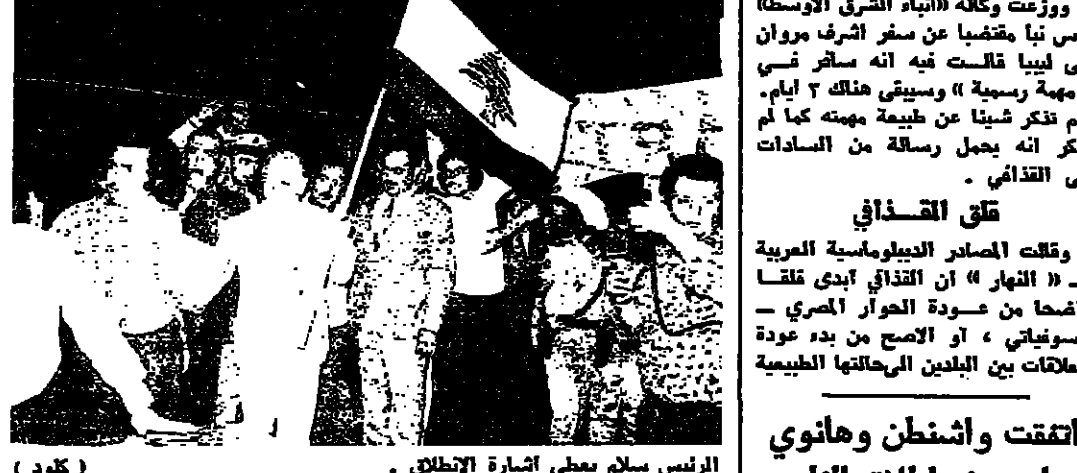 ووزعت وكالة «انباء الشرق الاوسط»
س نبأ مقتضبا عن سفر اشرف مروان
ى ليبيا قالت فيه انه سافر في
مهمة رسمية » وسيبقى هناك ٣ ايام.
م تذكر شيئا عن طبيعة مهمته كما لم
كر انه يحمل رسالة من السادات
ى القذافي .
قلق القذافي
وقالت المصادر الديبلوماسية العربية
ـ « النهار » ان القذافي أبدى قلقا
ضحا من عودة الحوار المصري ـ
سوفياتي ، او الاصح من بدء عودة
علاقات بين البلدين الى حالتها الطبيعية
اتفقت واشنطن وهانوي
الرئيس سلام يعطي اشارة الانطلاق .
( كلود )